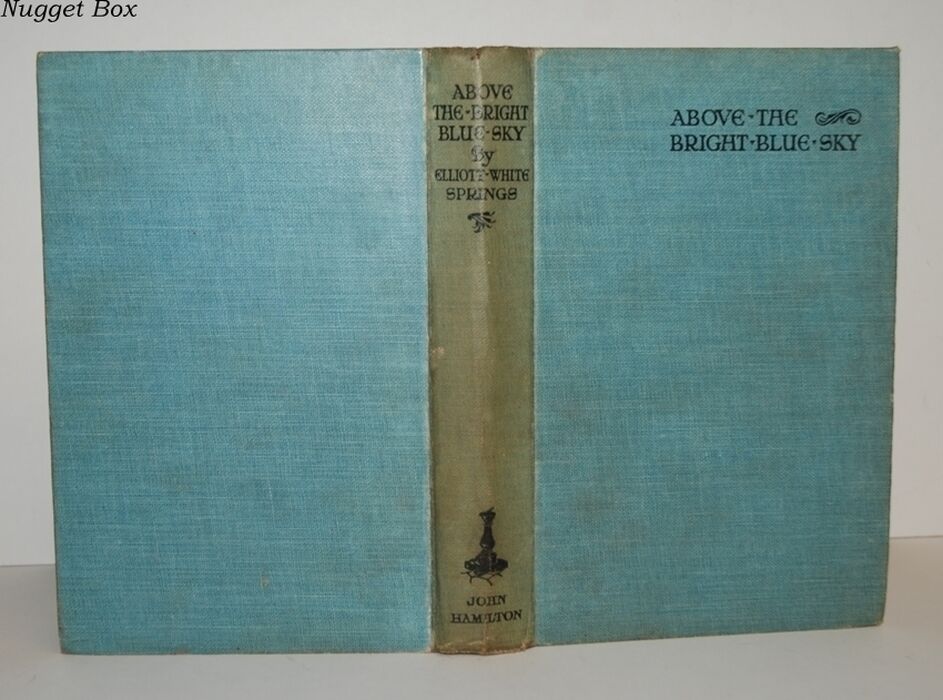 Nugget Box
ABOVE
THE·BRIGHT
BLUE·SKY
By
ELLIOTT·WHITE
SPRINGS
JOHN
HAMILTON
ABOVE·THE
BRIGHT·BLUE·SKY